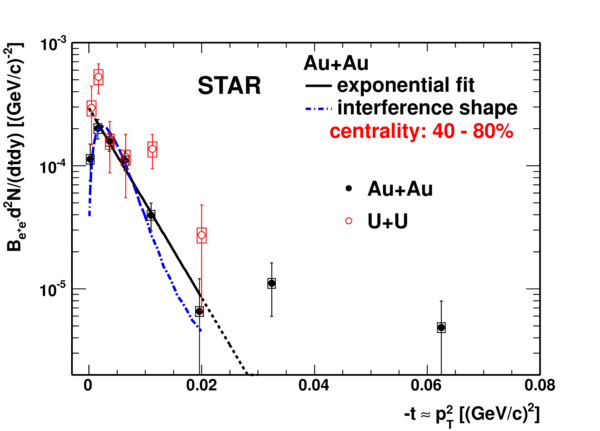 10⁻³
10⁻⁴
10⁻⁵
B_{e⁺e⁻}d²N/(dtdy) [(GeV/c)⁻²]
STAR
Au+Au
exponential fit
interference shape
centrality: 40 - 80%
Au+Au
U+U
0 0.02 0.04 0.06 0.08
-t ≈ p_T² [(GeV/c)²]